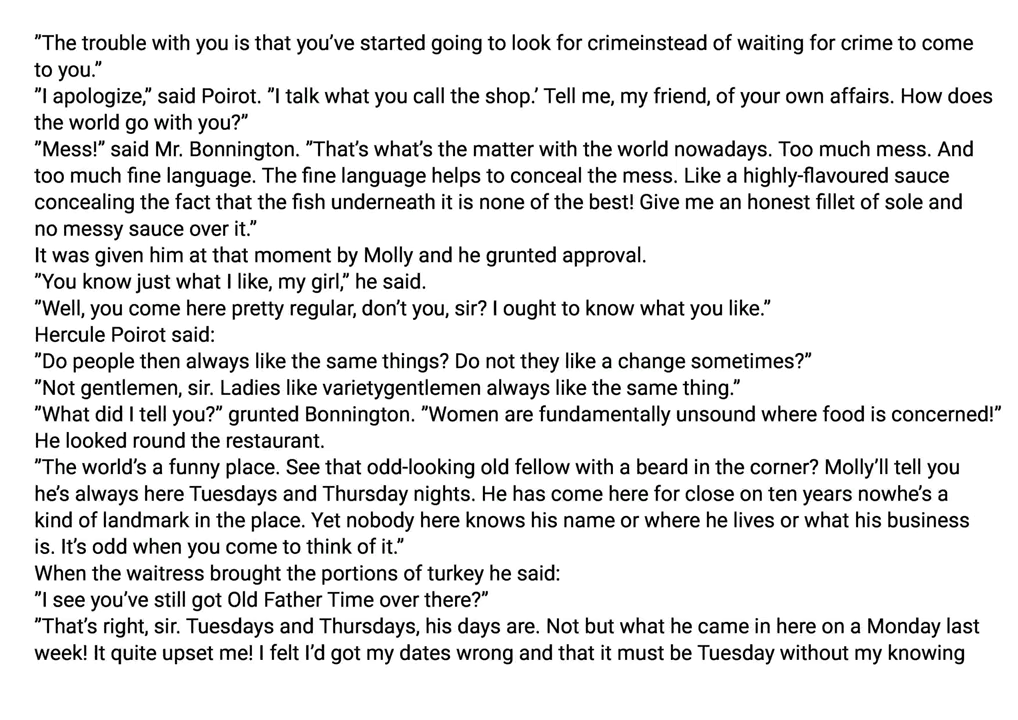 ”The trouble with you is that you’ve started going to look for crimeinstead of waiting for crime to come
to you.”
”I apologize,” said Poirot. ”I talk what you call the shop.’ Tell me, my friend, of your own affairs. How does
the world go with you?”
”Mess!” said Mr. Bonnington. ”That’s what’s the matter with the world nowadays. Too much mess. And
too much fine language. The fine language helps to conceal the mess. Like a highly-flavoured sauce
concealing the fact that the fish underneath it is none of the best! Give me an honest fillet of sole and
no messy sauce over it.”
It was given him at that moment by Molly and he grunted approval.
”You know just what I like, my girl,” he said.
”Well, you come here pretty regular, don’t you, sir? I ought to know what you like.”
Hercule Poirot said:
”Do people then always like the same things? Do not they like a change sometimes?”
”Not gentlemen, sir. Ladies like varietygentlemen always like the same thing.”
”What did I tell you?” grunted Bonnington. ”Women are fundamentally unsound where food is concerned!”
He looked round the restaurant.
”The world’s a funny place. See that odd-looking old fellow with a beard in the corner? Molly’ll tell you
he’s always here Tuesdays and Thursday nights. He has come here for close on ten years nowhe’s a
kind of landmark in the place. Yet nobody here knows his name or where he lives or what his business
is. It’s odd when you come to think of it.”
When the waitress brought the portions of turkey he said:
”I see you’ve still got Old Father Time over there?”
”That’s right, sir. Tuesdays and Thursdays, his days are. Not but what he came in here on a Monday last
week! It quite upset me! I felt I’d got my dates wrong and that it must be Tuesday without my knowing